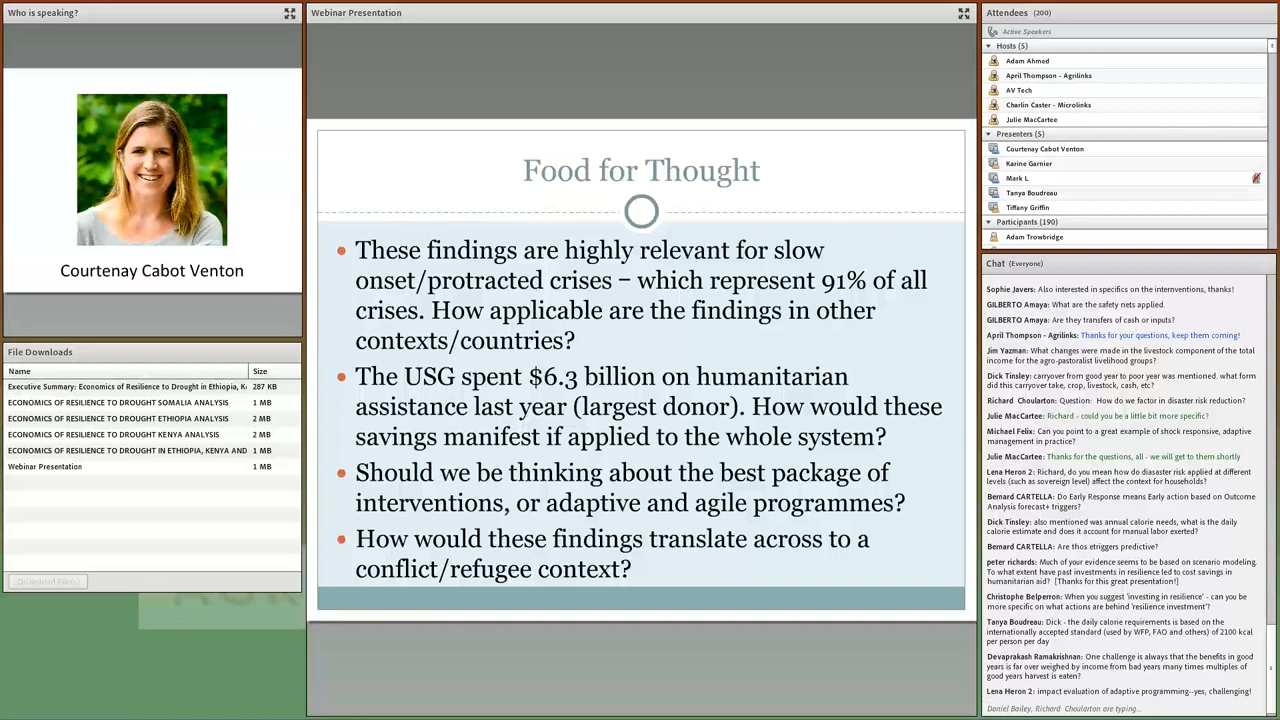 Who is speaking?
Courtenay Cabot Venton
File Downloads
Name Size
Executive Summary: Economics of Resilience to Drought in Ethiopia, K 287 KB
ECONOMICS OF RESILIENCE TO DROUGHT SOMALIA ANALYSIS 1 MB
ECONOMICS OF RESILIENCE TO DROUGHT ETHIOPIA ANALYSIS 2 MB
ECONOMICS OF RESILIENCE TO DROUGHT KENYA ANALYSIS 2 MB
ECONOMICS OF RESILIENCE TO DROUGHT IN ETHIOPIA, KENYA AND 1 MB
Webinar Presentation 1 MB
Download File(s)
Webinar Presentation
Food for Thought
• These findings are highly relevant for slow
onset/protracted crises – which represent 91% of all
crises. How applicable are the findings in other
contexts/countries?
• The USG spent $6.3 billion on humanitarian
assistance last year (largest donor). How would these
savings manifest if applied to the whole system?
• Should we be thinking about the best package of
interventions, or adaptive and agile programmes?
• How would these findings translate across to a
conflict/refugee context?
Attendees (200)
Active Speakers
Hosts (5)
Adam Ahmed
April Thompson - Agrilinks
AV Tech
Charlin Caster - Microlinks
Julie MacCartee
Presenters (5)
Courtenay Cabot Venton
Karine Garnier
Mark L
Tanya Boudreau
Tiffany Griffin
Participants (190)
Adam Trowbridge
Chat (Everyone)
Sophie Javers: Also interested in specifics on the internventions, thanks!
GILBERTO Amaya: What are the safety nets applied.
GILBERTO Amaya: Are they transfers of cash or inputs?
April Thompson - Agrilinks: Thanks for your questions, keep them coming!
Jim Yazman: What changes were made in the livestock component of the total
income for the agro-pastoralist livelihood groups?
Dick Tinsley: caryover from good year to poor year was mentioned. what form
did this carryover take, crop, livestock, cash, etc?
Richard Choularton: Question: How do we factor in disaster risk reduction?
Julie MacCartee: Richard - could you be a little bit more specific?
Michael Felix: Can you point to a great example of shock responsive, adaptive
management in practice?
Julie MacCartee: Thanks for the questions, all - we will get to them shortly
Lena Heron 2: Richard, do you mean how do diasaster risk applied at different
levels (such as sovereign level) affect the context for households?
Bernard CARTELLA: Do Early Response means Early action based on Outcome
Analysis forecast+ triggers?
Dick Tinsley: also mentioned was annual calorie needs, what is the daily
calorie estimate and does it account for manual labor exerted?
Bernard CARTELLA: Are thos etriggers predictive?
peter richards: Much of your evidence seems to be based on scenario modeling.
To what extent have past investments in resilience led to cost savings in
humanitarian aid? [Thanks for this great presentation!]
Christophe Belperron: When you suggest 'investing in resilience' - can you be
more specific on what actions are behind 'resilience investment'?
Tanya Boudreau: Dick - the daily calorie requirements is based on the
internationally accepted standard (used by WFP, FAO and others) of 2100 kcal
per person per day
Devaprakash Ramakrishnan: One challenge is always that the benefits in good
years is far over weighed by income from bad years many times multiples of
good years harvest is eaten?
Lena Heron 2: impact evaluation of adaptive programming--yes, challenging!
Daniel Bailey, Richard Choularton are typing...